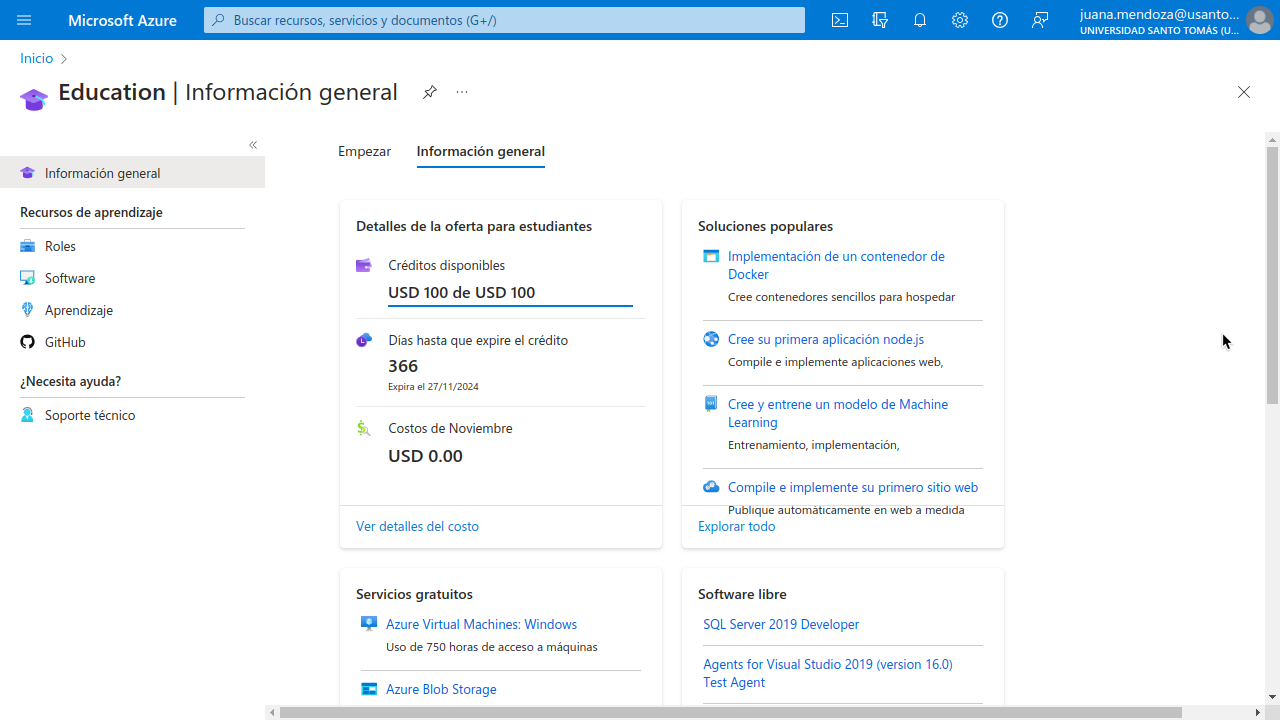 Microsoft Azure
Buscar recursos, servicios y documentos (G+/)
juana.mendoza@usanto...
UNIVERSIDAD SANTO TOMÁS (U...
Inicio
Education | Información general
...
«
Información general
Recursos de aprendizaje
Roles
Software
Aprendizaje
GitHub
¿Necesita ayuda?
Soporte técnico
Empezar
Información general
Detalles de la oferta para estudiantes
Créditos disponibles
USD 100 de USD 100
Días hasta que expire el crédito
366
Expira el 27/11/2024
Costos de Noviembre
USD 0.00
Ver detalles del costo
Soluciones populares
Implementación de un contenedor de
Docker
Cree contenedores sencillos para hospedar
Cree su primera aplicación node.js
Compile e implemente aplicaciones web,
Cree y entrene un modelo de Machine
Learning
Entrenamiento, implementación,
Compile e implemente su primero sitio web
Publique automáticamente en web a medida
Explorar todo
Servicios gratuitos
Azure Virtual Machines: Windows
Uso de 750 horas de acceso a máquinas
Azure Blob Storage
Software libre
SQL Server 2019 Developer
Agents for Visual Studio 2019 (version 16.0)
Test Agent